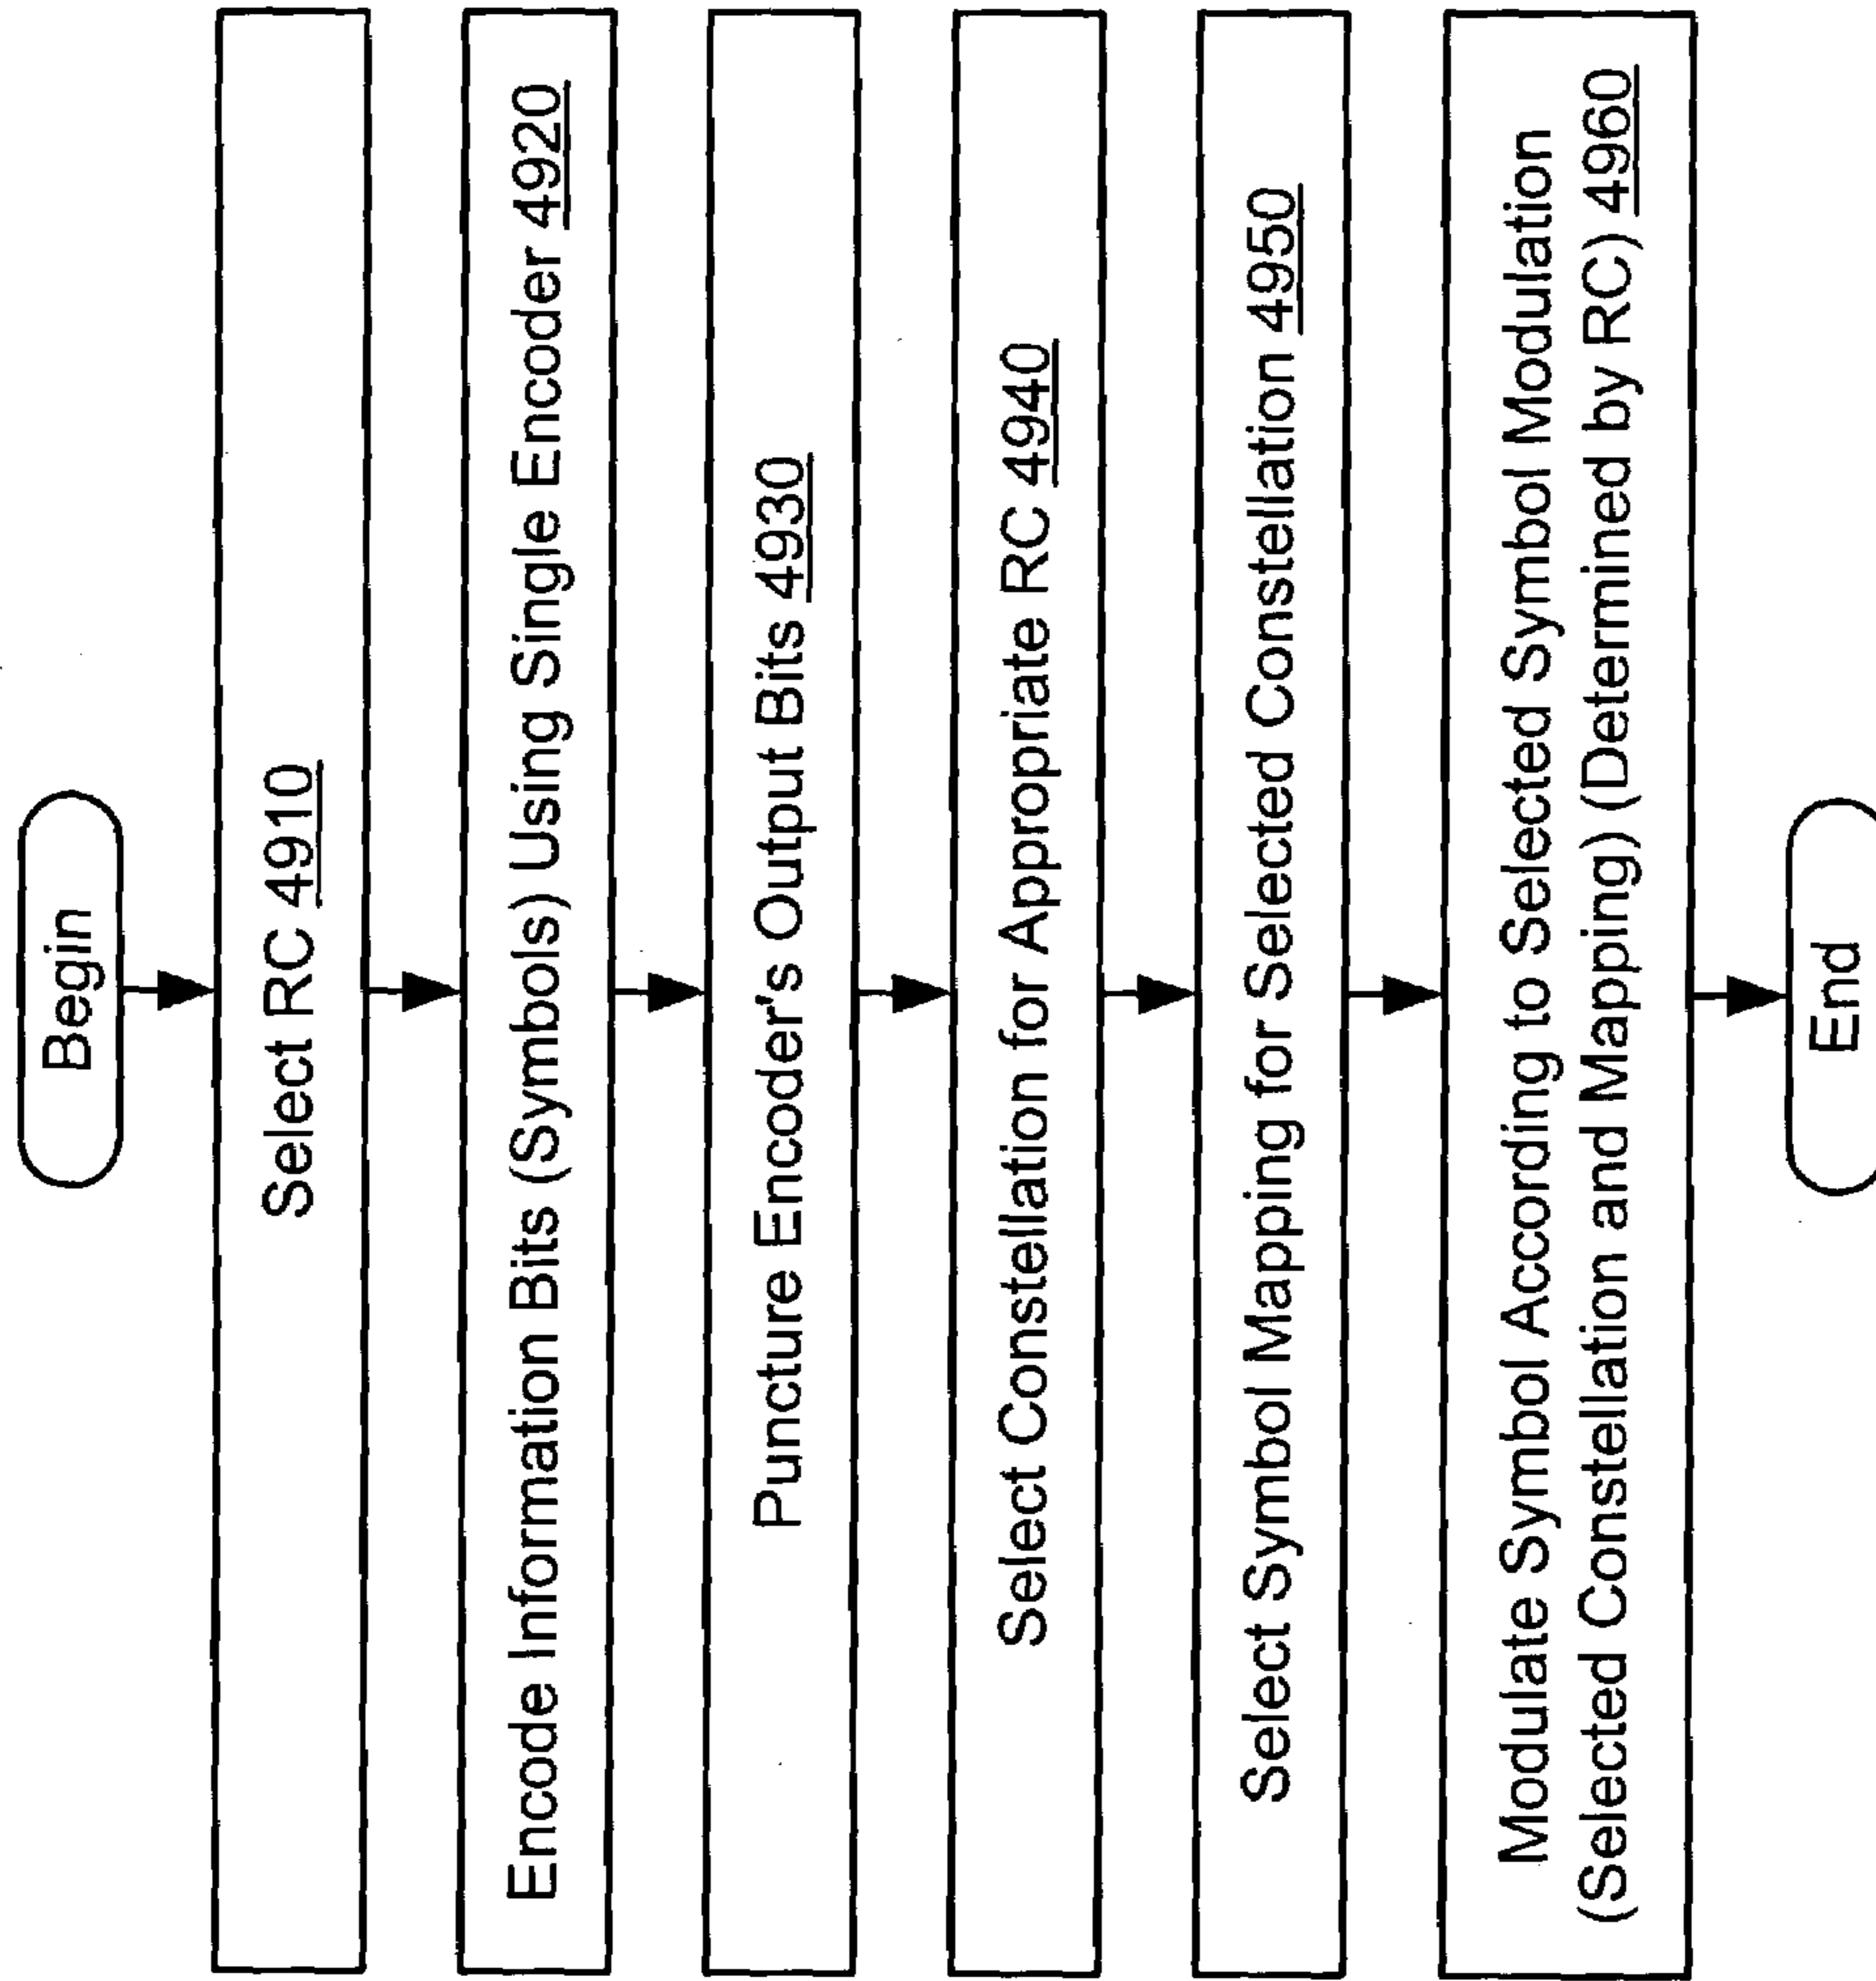 Begin
Select RC 4910
Encode Information Bits (Symbols) Using Single Encoder 4920
Puncture Encoder's Output Bits 4930
Select Constellation for Appropriate RC 4940
Select Symbol Mapping for Selected Constellation 4950
Modulate Symbol According to Selected Symbol Modulation
(Selected Constellation and Mapping) (Determined by RC) 4960
End